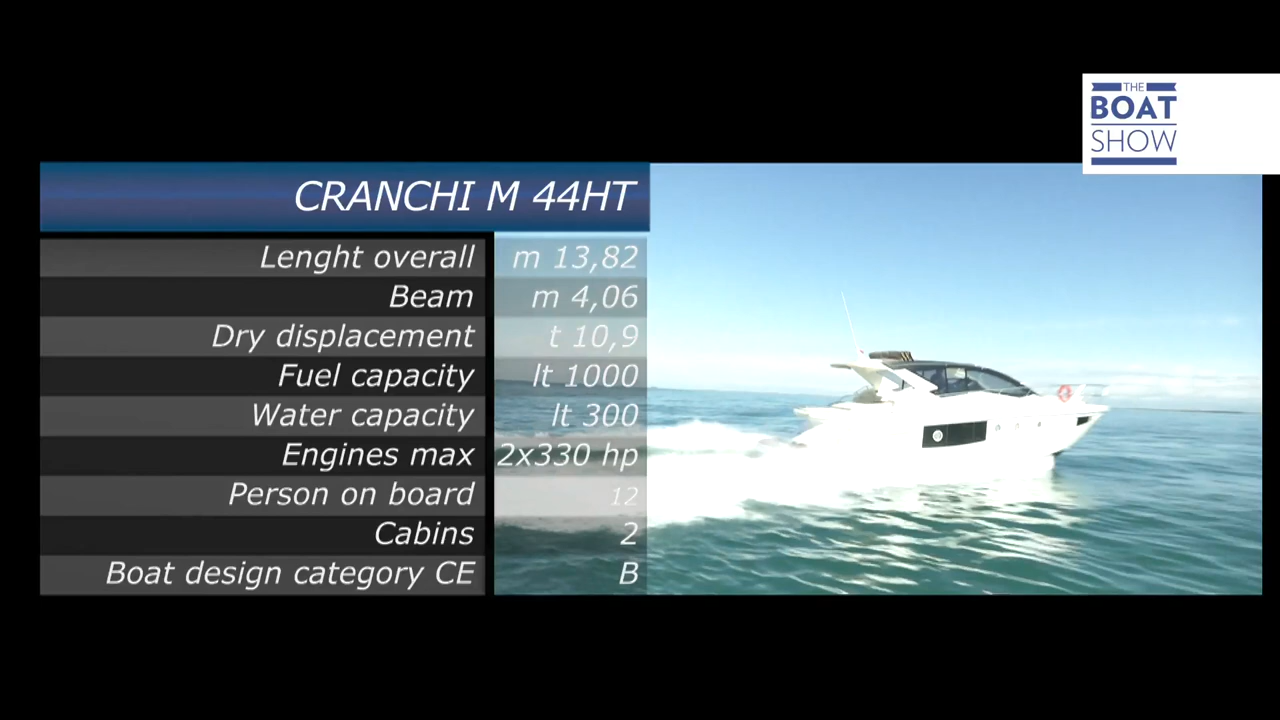 THE
BOAT
SHOW
CRANCHI M 44HT
Lenght overall m 13,82
Beam m 4,06
Dry displacement t 10,9
Fuel capacity lt 1000
Water capacity lt 300
Engines max 2x330 hp
Person on board 12
Cabins 2
Boat design category CE B